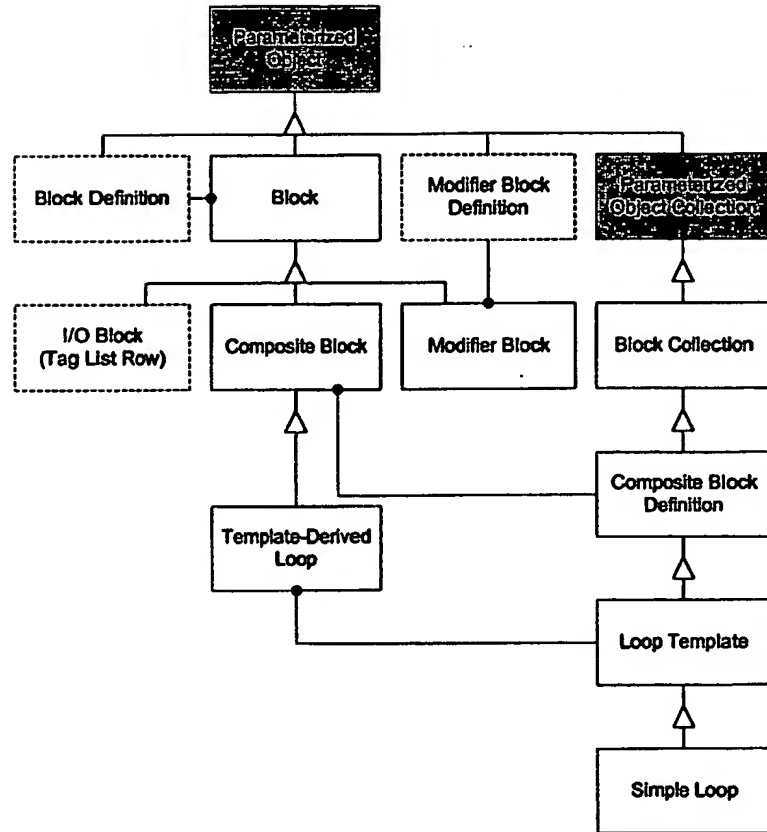 Parameterized
Object
Block Definition
Block
Modifier Block
Definition
Parameterized
Object Collection
I/O Block
(Tag List Row)
Composite Block
Modifier Block
Block Collection
Composite Block
Definition
Template-Derived
Loop
Loop Template
Simple Loop